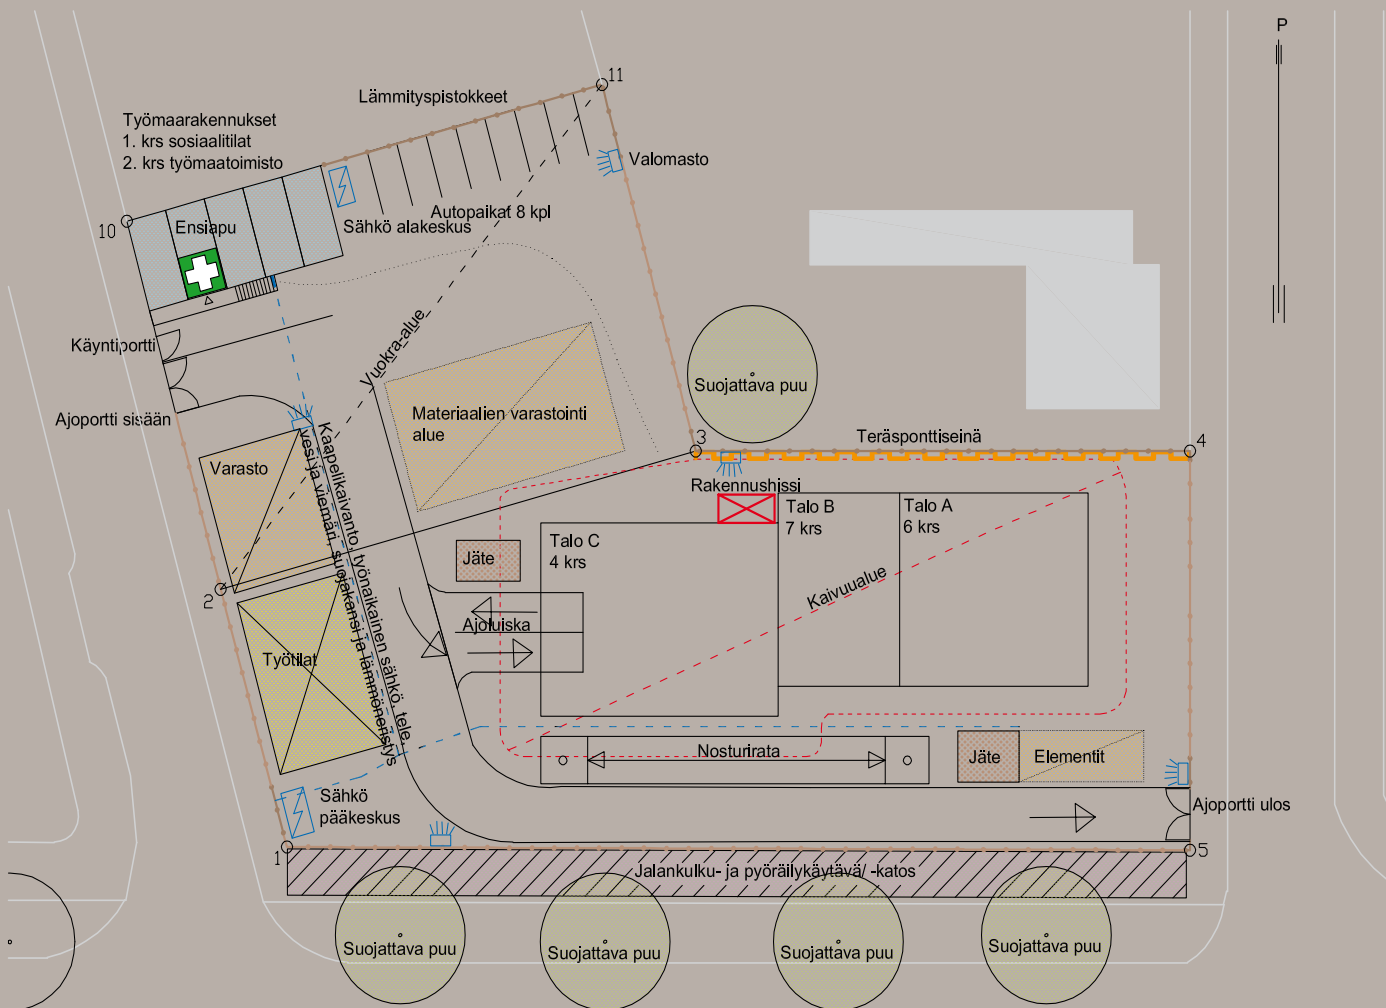 P
11
Lämmityspistokkeet
Työmaarakennukset
1. krs sosiaalitilat
2. krs työmaatoimisto
Valomasto
Autopaikat 8 kpl
Sähkö alakeskus
Ensiapu
10
Käyntiportti
Vuokra-alue
Suojattava puu
Ajoportti sisään
Materiaalien varastointi
alue
3
Teräsponttiseinä
4
Varasto
Kaapelikaivanto, työnaikainen sähkö, tele,
vesi ja viemäri, suojakansi ja lämmöneristys
Rakennushissi
Talo B
7 krs
Talo A
6 krs
Talo C
4 krs
Jäte
Kaivuualue
2
Ajoluiska
Työtilat
Nosturirata
Jäte
Elementit
Sähkö
pääkeskus
Ajoportti ulos
1
5
Jalankulku- ja pyöräilykäytävä/ -katos
Suojattava puu
Suojattava puu
Suojattava puu
Suojattava puu